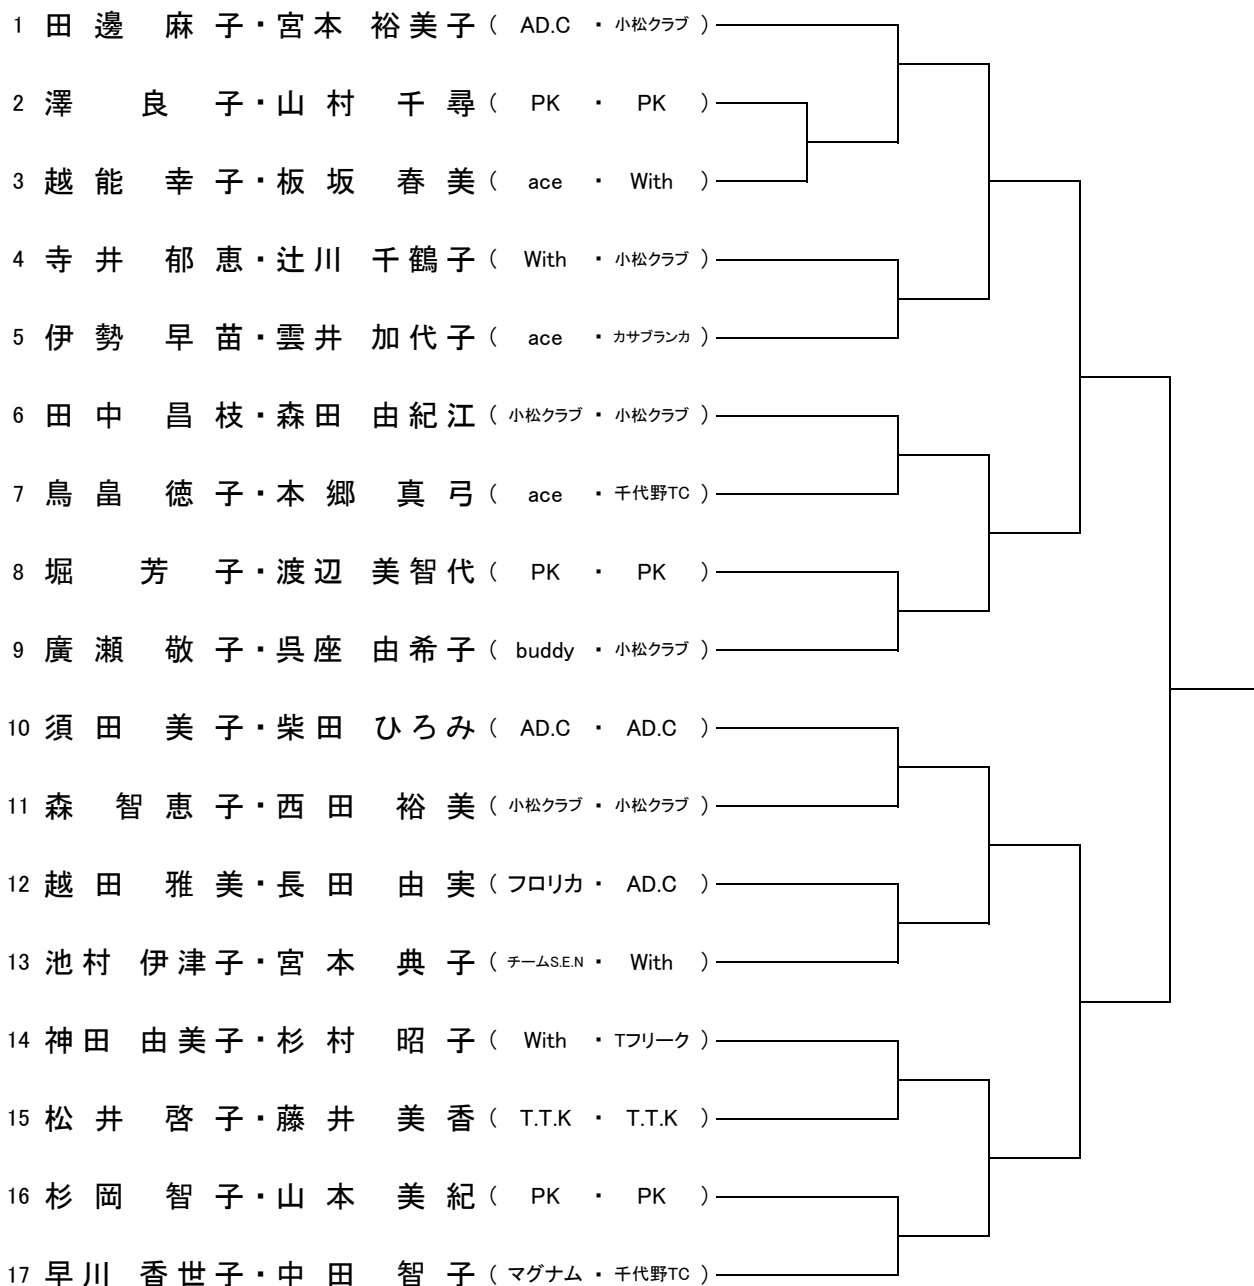 1 田邊 麻子・宮本 裕美子 ( AD.C ・ 小松クラブ )
2 澤 良子・山村 千尋 ( PK ・ PK )
3 越能 幸子・板坂 春美 ( ace ・ With )
4 寺井 郁恵・辻川 千鶴子 ( With ・ 小松クラブ )
5 伊勢 早苗・雲井 加代子 ( ace ・ カサブランカ )
6 田中 昌枝・森田 由紀江 ( 小松クラブ ・ 小松クラブ )
7 鳥畠 徳子・本郷 真弓 ( ace ・ 千代野TC )
8 堀 芳子・渡辺 美智代 ( PK ・ PK )
9 廣瀬 敬子・呉座 由希子 ( buddy ・ 小松クラブ )
10 須田 美子・柴田 ひろみ ( AD.C ・ AD.C )
11 森 智恵子・西田 裕美 ( 小松クラブ ・ 小松クラブ )
12 越田 雅美・長田 由実 ( フロリカ ・ AD.C )
13 池村 伊津子・宮本 典子 ( チームS.E.N ・ With )
14 神田 由美子・杉村 昭子 ( With ・ Tフリーク )
15 松井 啓子・藤井 美香 ( T.T.K ・ T.T.K )
16 杉岡 智子・山本 美紀 ( PK ・ PK )
17 早川 香世子・中田 智子 ( マグナム ・ 千代野TC )